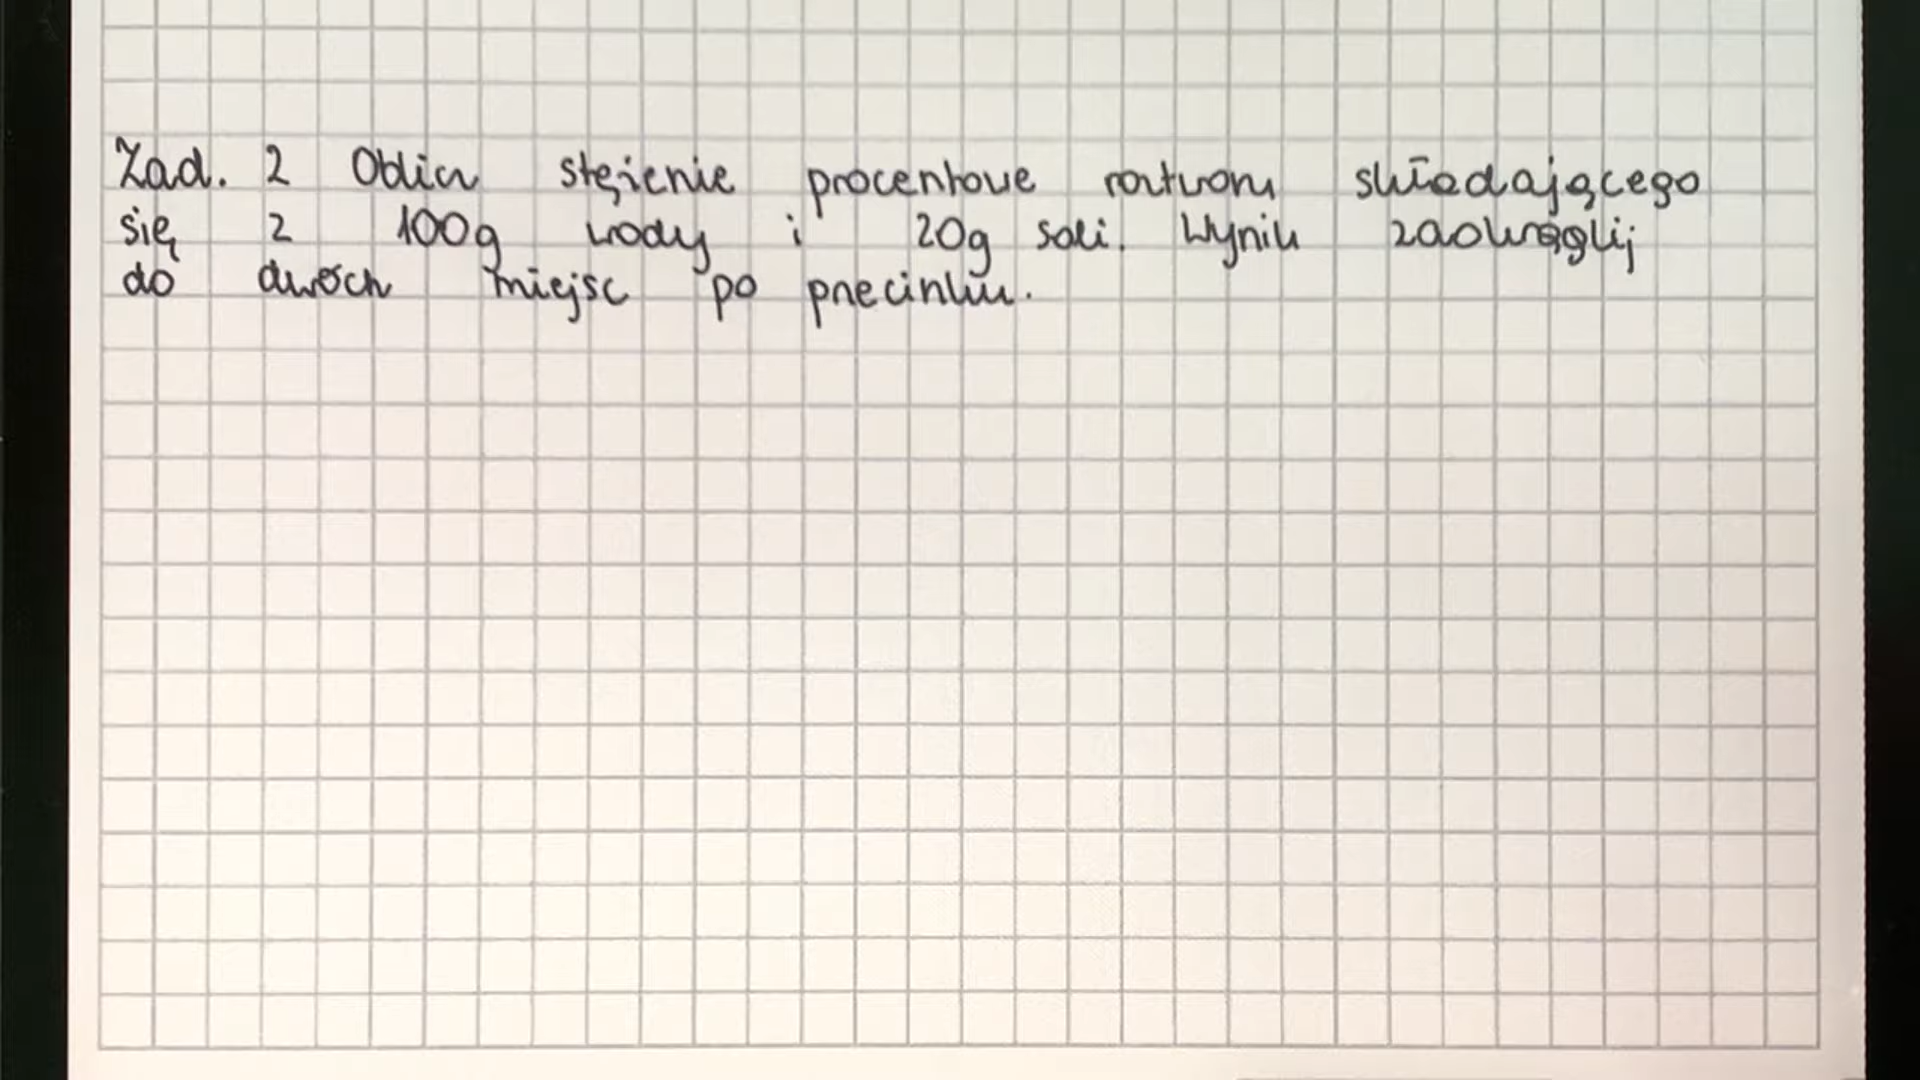 Zad. 2 Oblicz stężenie procentowe roztworu składającego
się z 100g wody i 20g soli. Wynik zaokrąglij
do dwóch miejsc po przecinku.